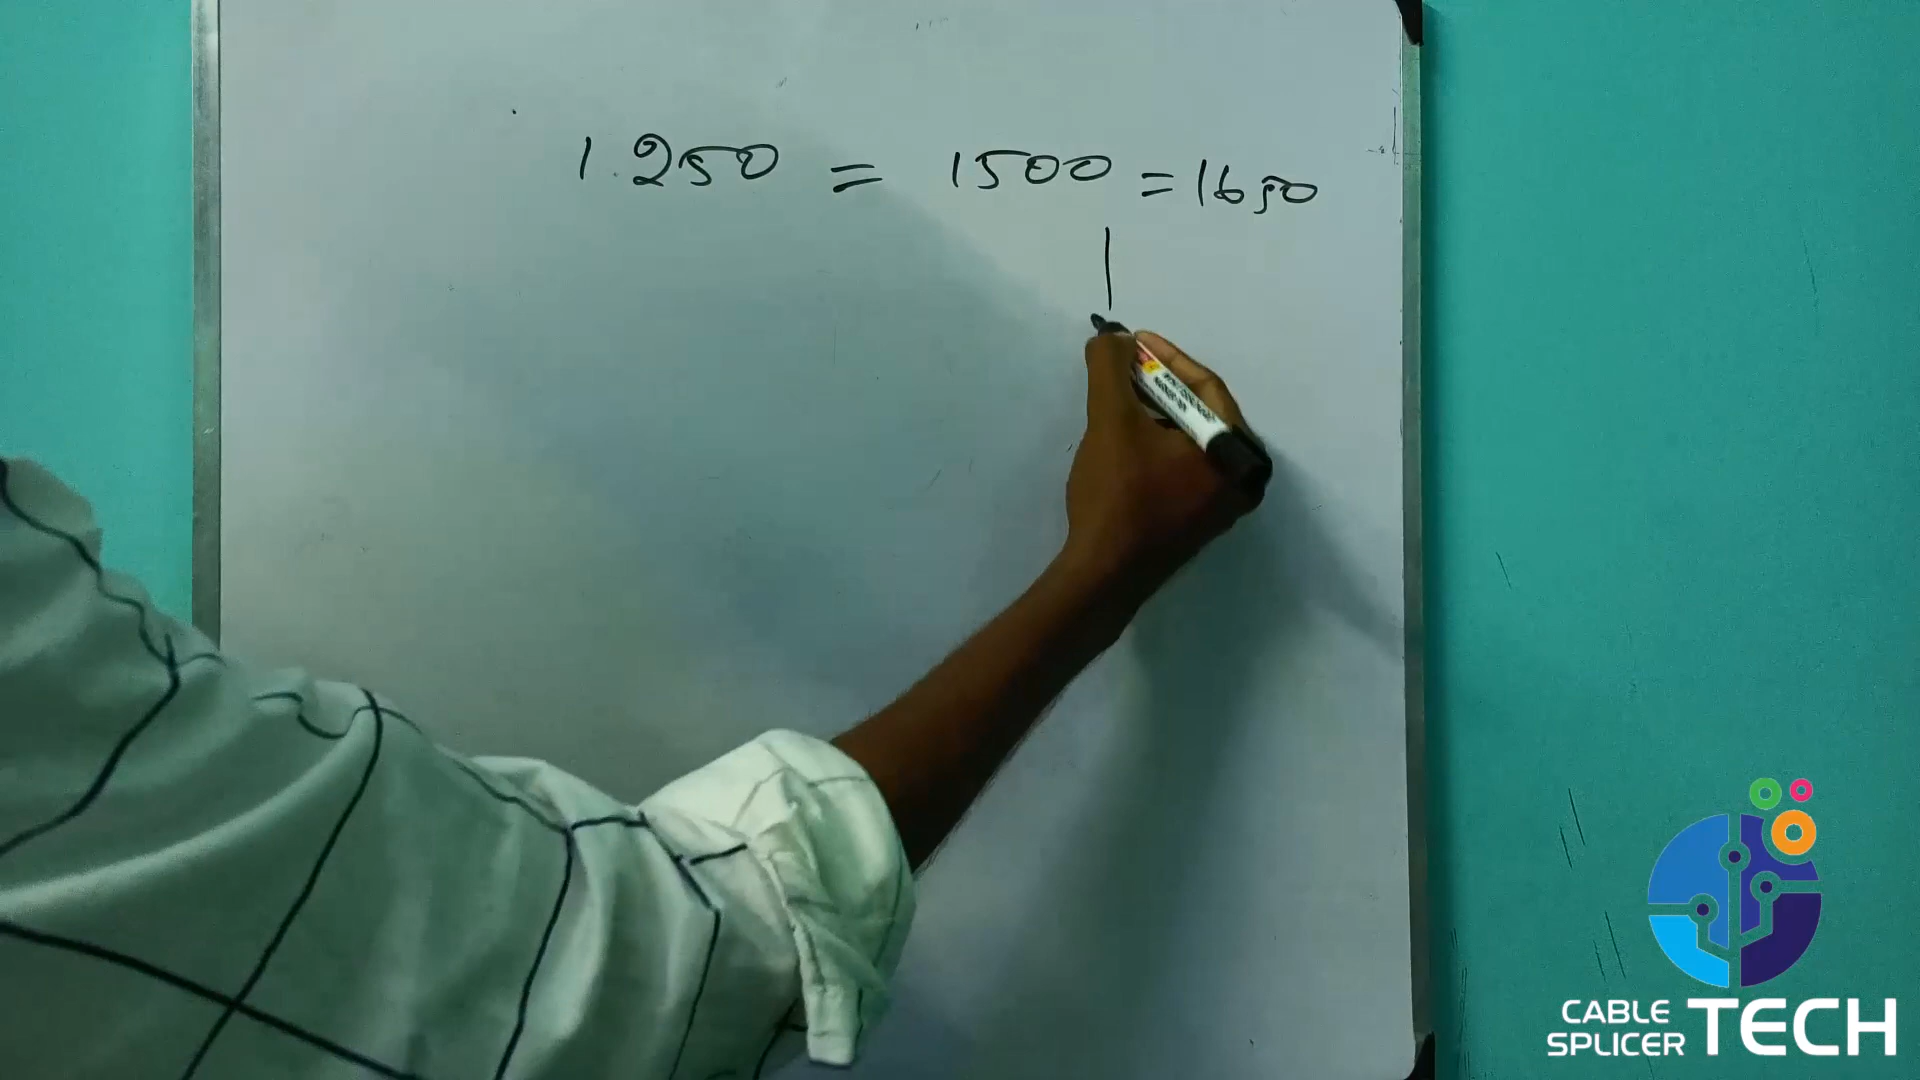 1.250 = 1500 = 1650
CABLE
SPLICER TECH